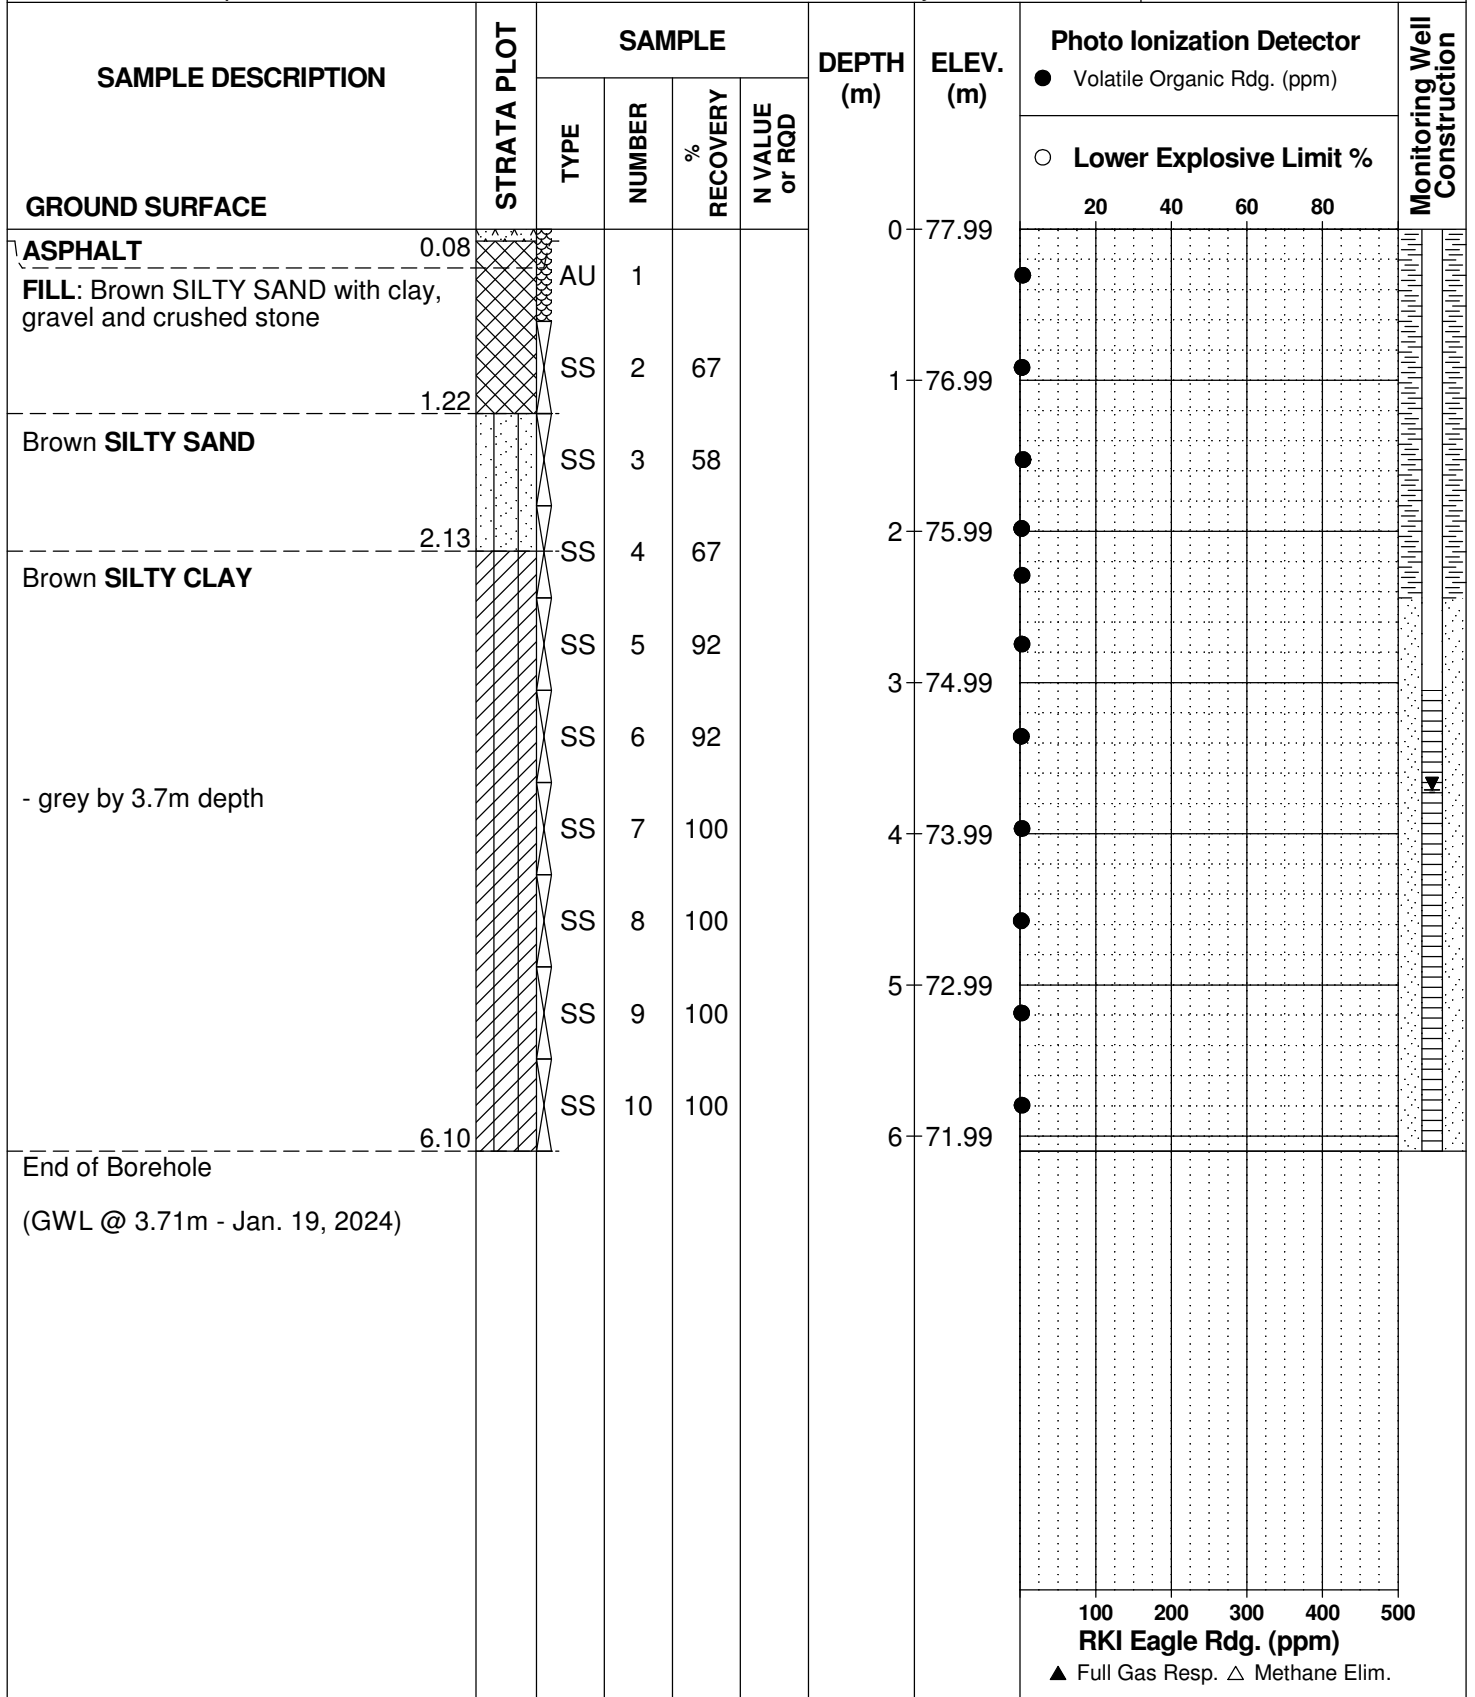 SAMPLE DESCRIPTION
GROUND SURFACE
STRATA PLOT
SAMPLE
TYPE
NUMBER
%
RECOVERY
N VALUE
or RQD
DEPTH
(m)
ELEV.
(m)
Photo Ionization Detector
● Volatile Organic Rdg. (ppm)
○ Lower Explosive Limit %
20 40 60 80
Monitoring Well
Construction
0 77.99
ASPHALT 0.08
FILL: Brown SILTY SAND with clay,
gravel and crushed stone
AU 1
SS 2 67
1 76.99
1.22
Brown SILTY SAND
SS 3 58
2 75.99
2.13
SS 4 67
Brown SILTY CLAY
SS 5 92
3 74.99
SS 6 92
- grey by 3.7m depth
SS 7 100
4 73.99
SS 8 100
5 72.99
SS 9 100
SS 10 100
6 71.99
6.10
End of Borehole
(GWL @ 3.71m - Jan. 19, 2024)
100 200 300 400 500
RKI Eagle Rdg. (ppm)
▲ Full Gas Resp. △ Methane Elim.